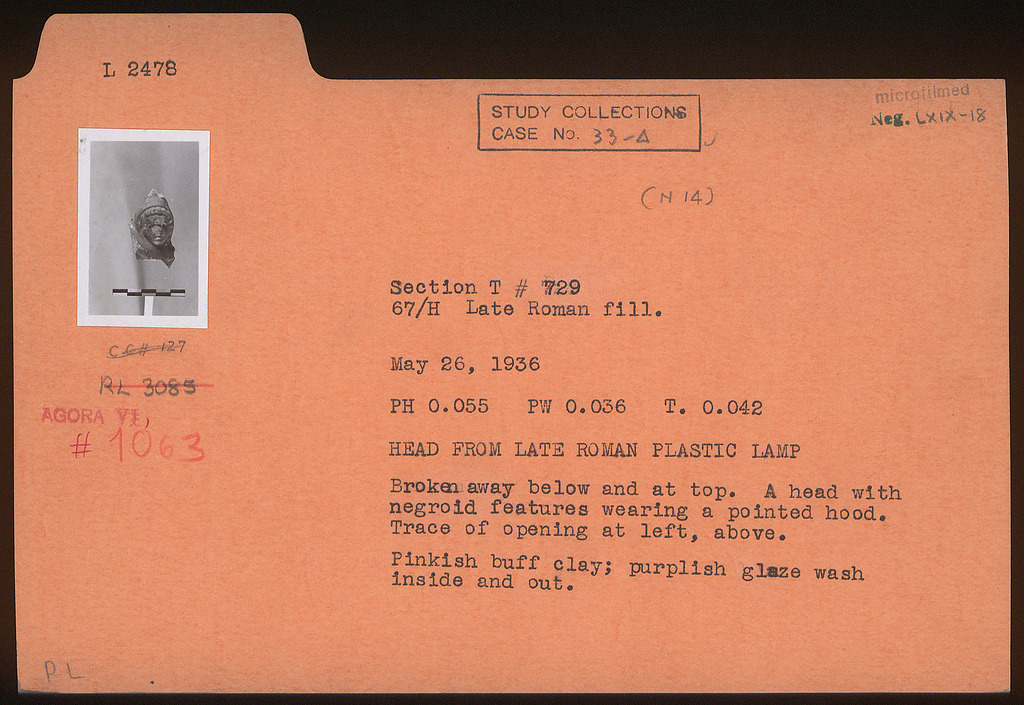 L 2478
STUDY COLLECTIONS
CASE No. 33-A
microfilmed
Neg. LXIX-18
(N 14)
Section T # 729
67/H Late Roman fill.
May 26, 1936
PH 0.055 PW 0.036 T. 0.042
HEAD FROM LATE ROMAN PLASTIC LAMP
Broken away below and at top. A head with
negroid features wearing a pointed hood.
Trace of opening at left, above.
Pinkish buff clay; purplish glaze wash
inside and out.
CC# 127
RL 3085
AGORA VI,
# 1063
PL